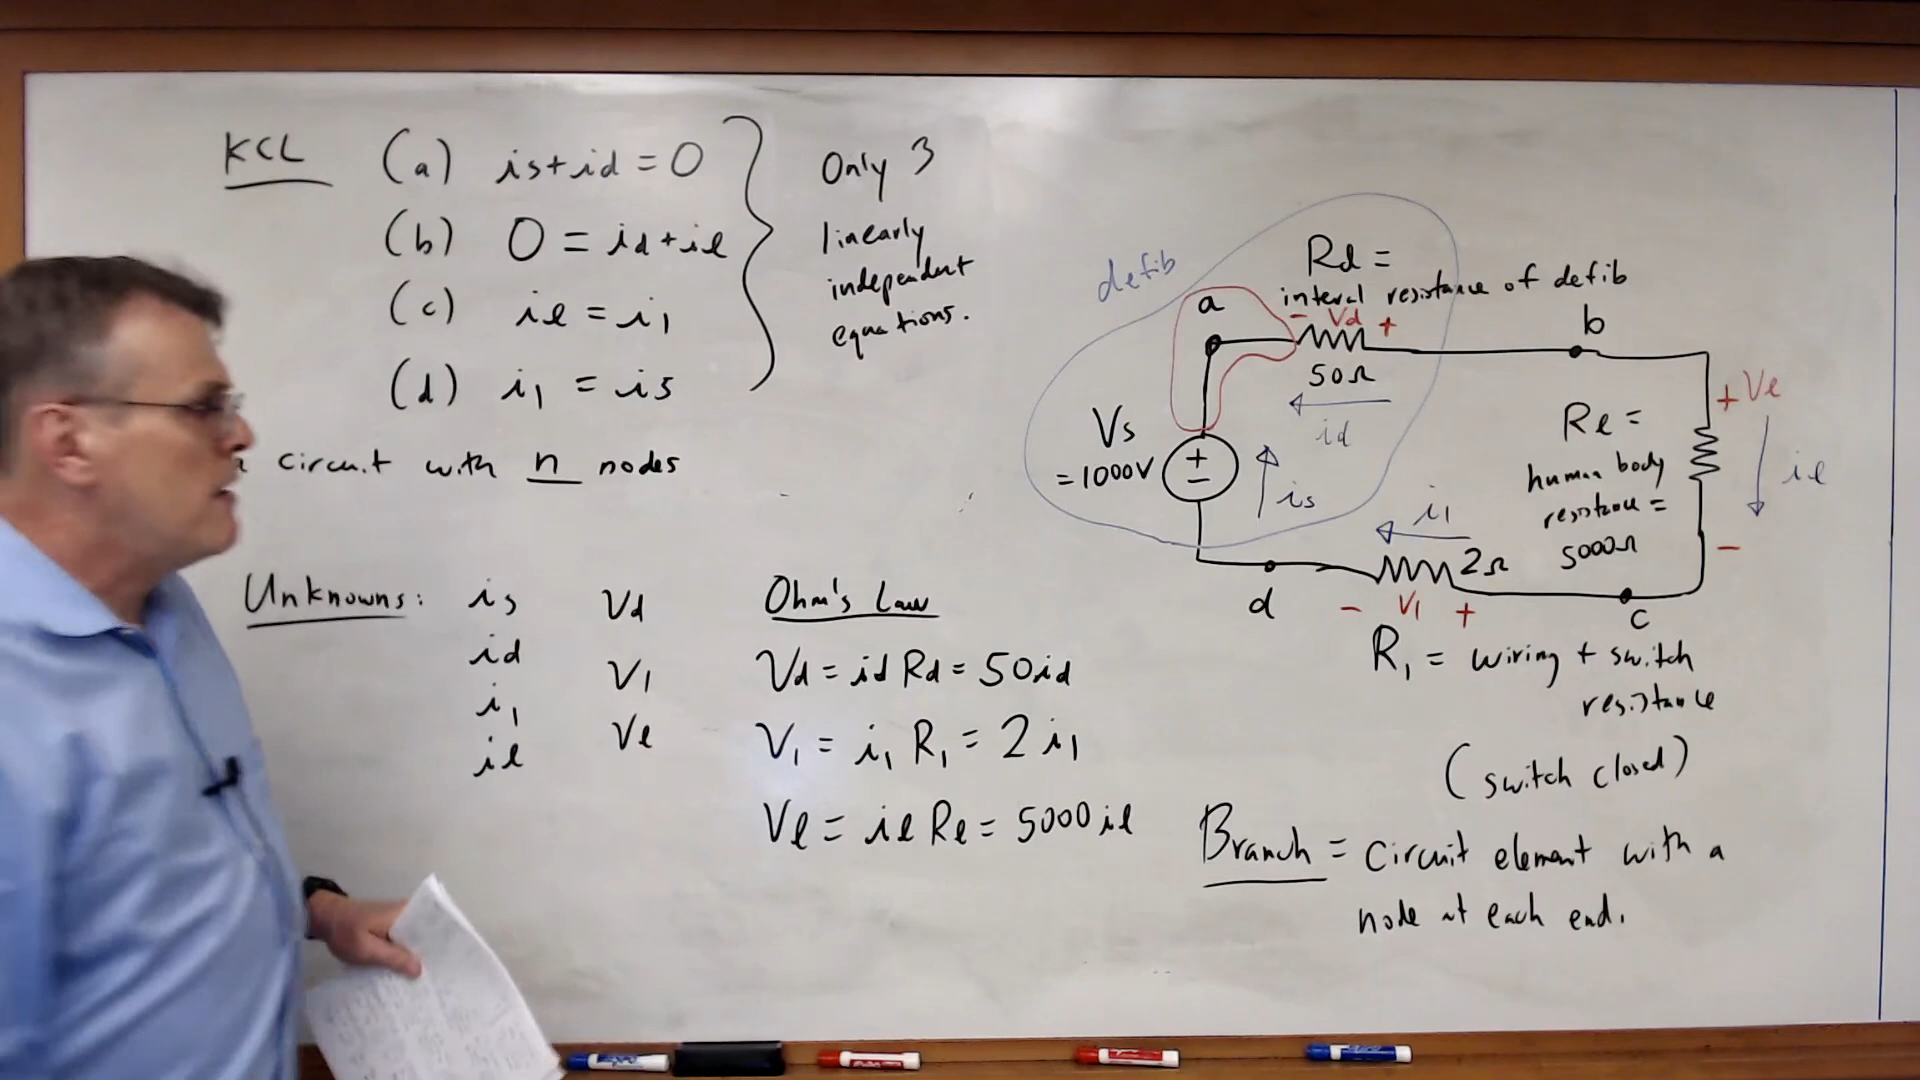 KCL (a) is + id = 0
(b) 0 = id + il
(c) il = i1
(d) i1 = is
Only 3
linearly
independent
equations.
circuit with n nodes
Unknowns: is Vd
id V1
i1 Vl
il
Ohm's Law
Vd = id Rd = 50 id
V1 = i1 R1 = 2 i1
Vl = il Rl = 5000 il
defib
Rd =
interal resistance of defib
a
- Vd +
b
50Ω
id
Vs
= 1000V
+
-
is
+ Vl
Rl =
human body
resistance =
5000Ω
il
-
i1
2Ω
d
- V1 +
c
R1 = wiring + switch
resistance
(switch closed)
Branch = circuit element with a
node at each end.